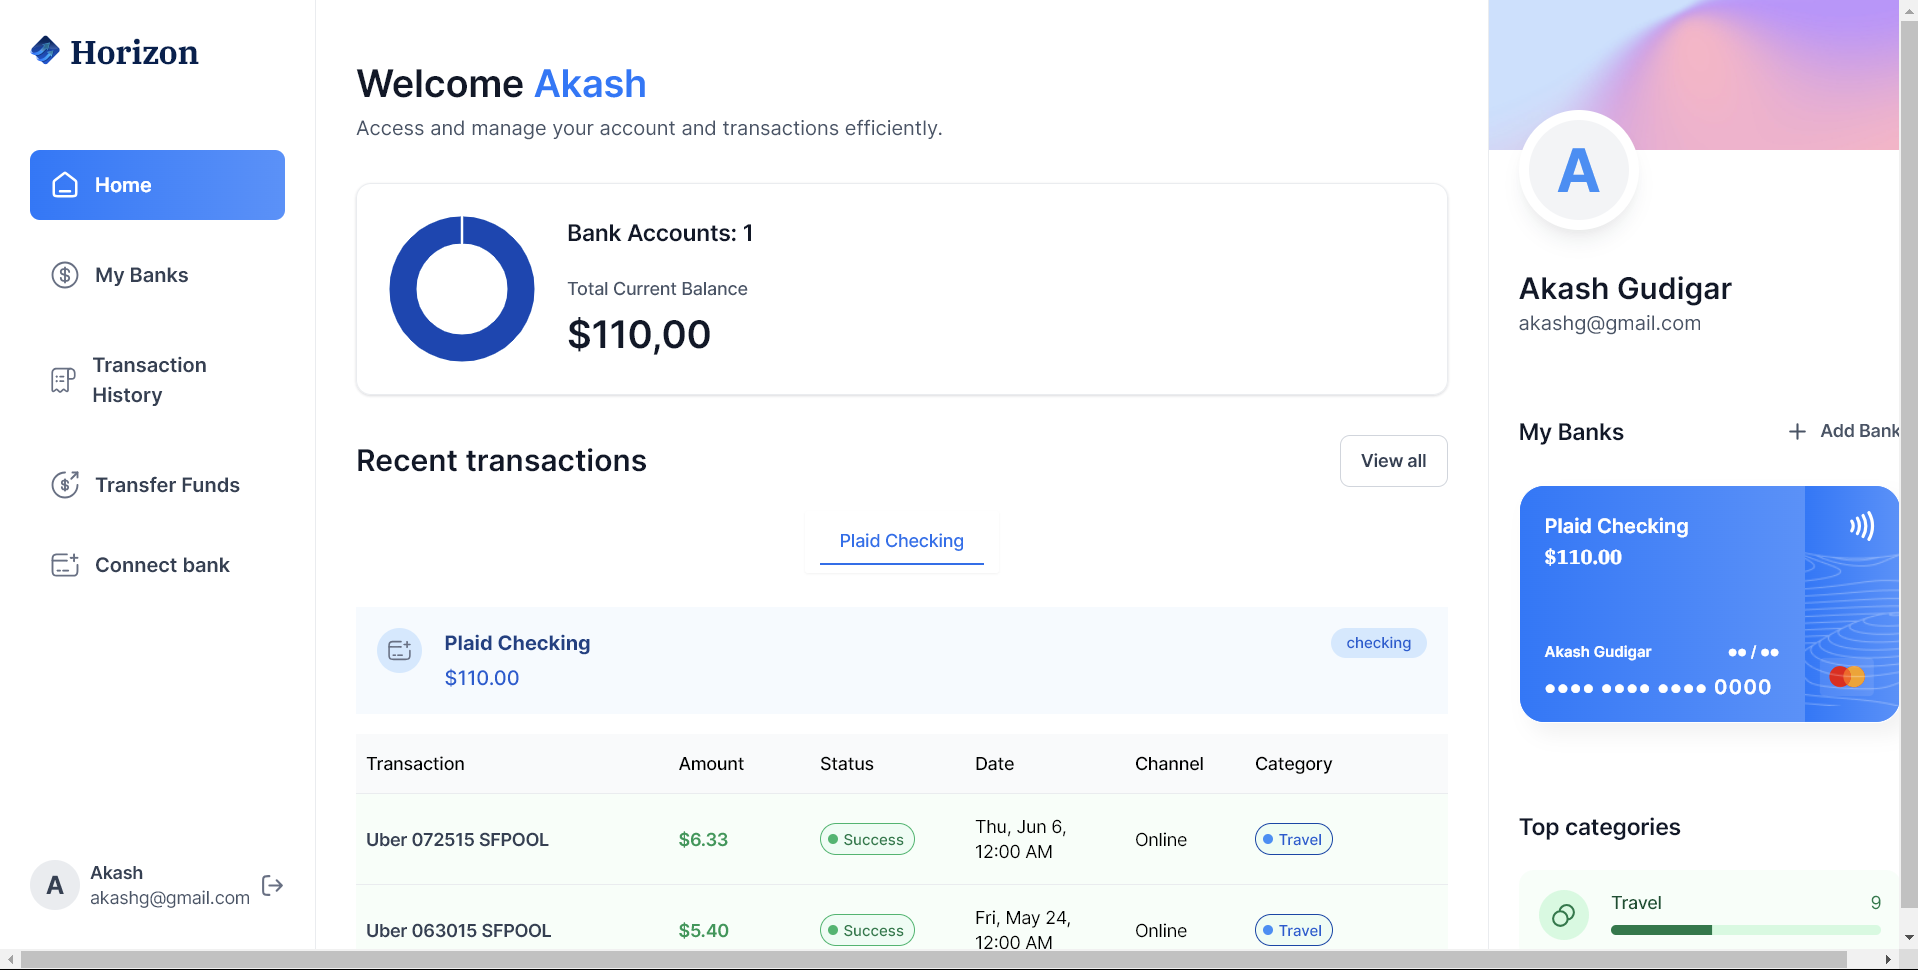 Horizon
Home
My Banks
Transaction
History
Transfer Funds
Connect bank
A
Akash
akashg@gmail.com
Welcome Akash
Access and manage your account and transactions efficiently.
Bank Accounts: 1
Total Current Balance
$110,00
Recent transactions
View all
Plaid Checking
Plaid Checking
$110.00
checking
Transaction Amount Status Date Channel Category
Uber 072515 SFPOOL $6.33 Success Thu, Jun 6, 12:00 AM Online Travel
Uber 063015 SFPOOL $5.40 Success Fri, May 24, 12:00 AM Online Travel
A
Akash Gudigar
akashg@gmail.com
My Banks
+ Add Bank
Plaid Checking
$110.00
Akash Gudigar ●● / ●●
●●●● ●●●● ●●●● 0000
Top categories
Travel 9